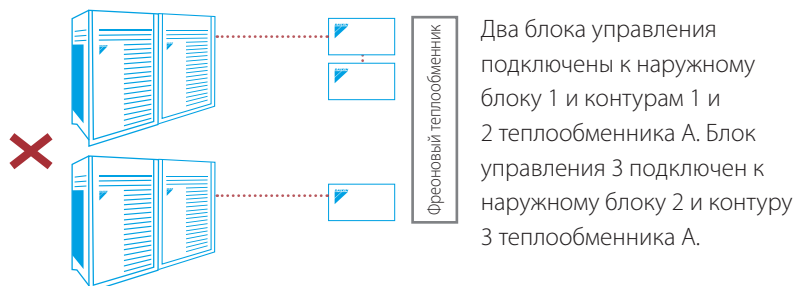 Фреоновый теплообменник
Два блока управления
подключены к наружному
блоку 1 и контурам 1 и
2 теплообменника А. Блок
управления 3 подключен к
наружному блоку 2 и контуру
3 теплообменника А.